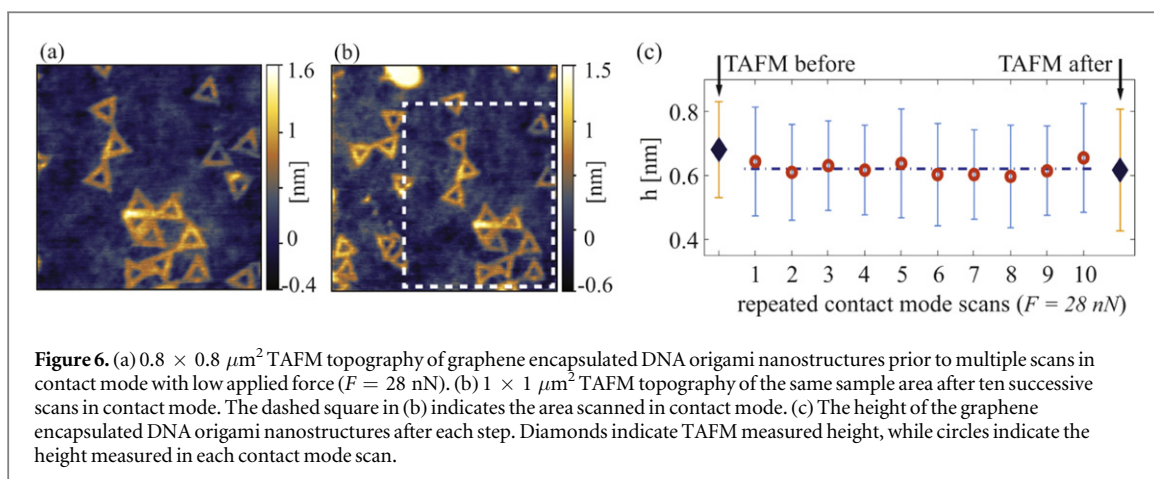 (a)
1.6
1
[nm]
0
-0.4
(b)
1.5
1
[nm]
0
-0.6
(c)
TAFM before
TAFM after
0.8
0.6
0.4
h [nm]
1 2 3 4 5 6 7 8 9 10
repeated contact mode scans (F = 28 nN)
Figure 6. (a) 0.8 × 0.8 μm² TAFM topography of graphene encapsulated DNA origami nanostructures prior to multiple scans in
contact mode with low applied force (F = 28 nN). (b) 1 × 1 μm² TAFM topography of the same sample area after ten successive
scans in contact mode. The dashed square in (b) indicates the area scanned in contact mode. (c) The height of the graphene
encapsulated DNA origami nanostructures after each step. Diamonds indicate TAFM measured height, while circles indicate the
height measured in each contact mode scan.